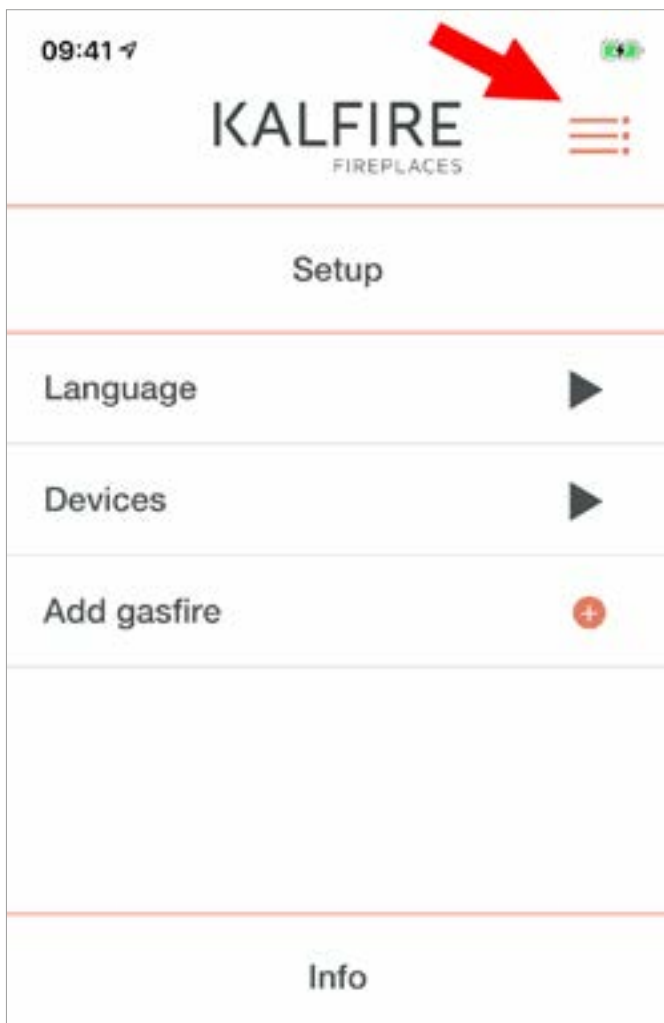 09:41
KALFIRE
FIREPLACES
Setup
Language
Devices
Add gasfire
Info